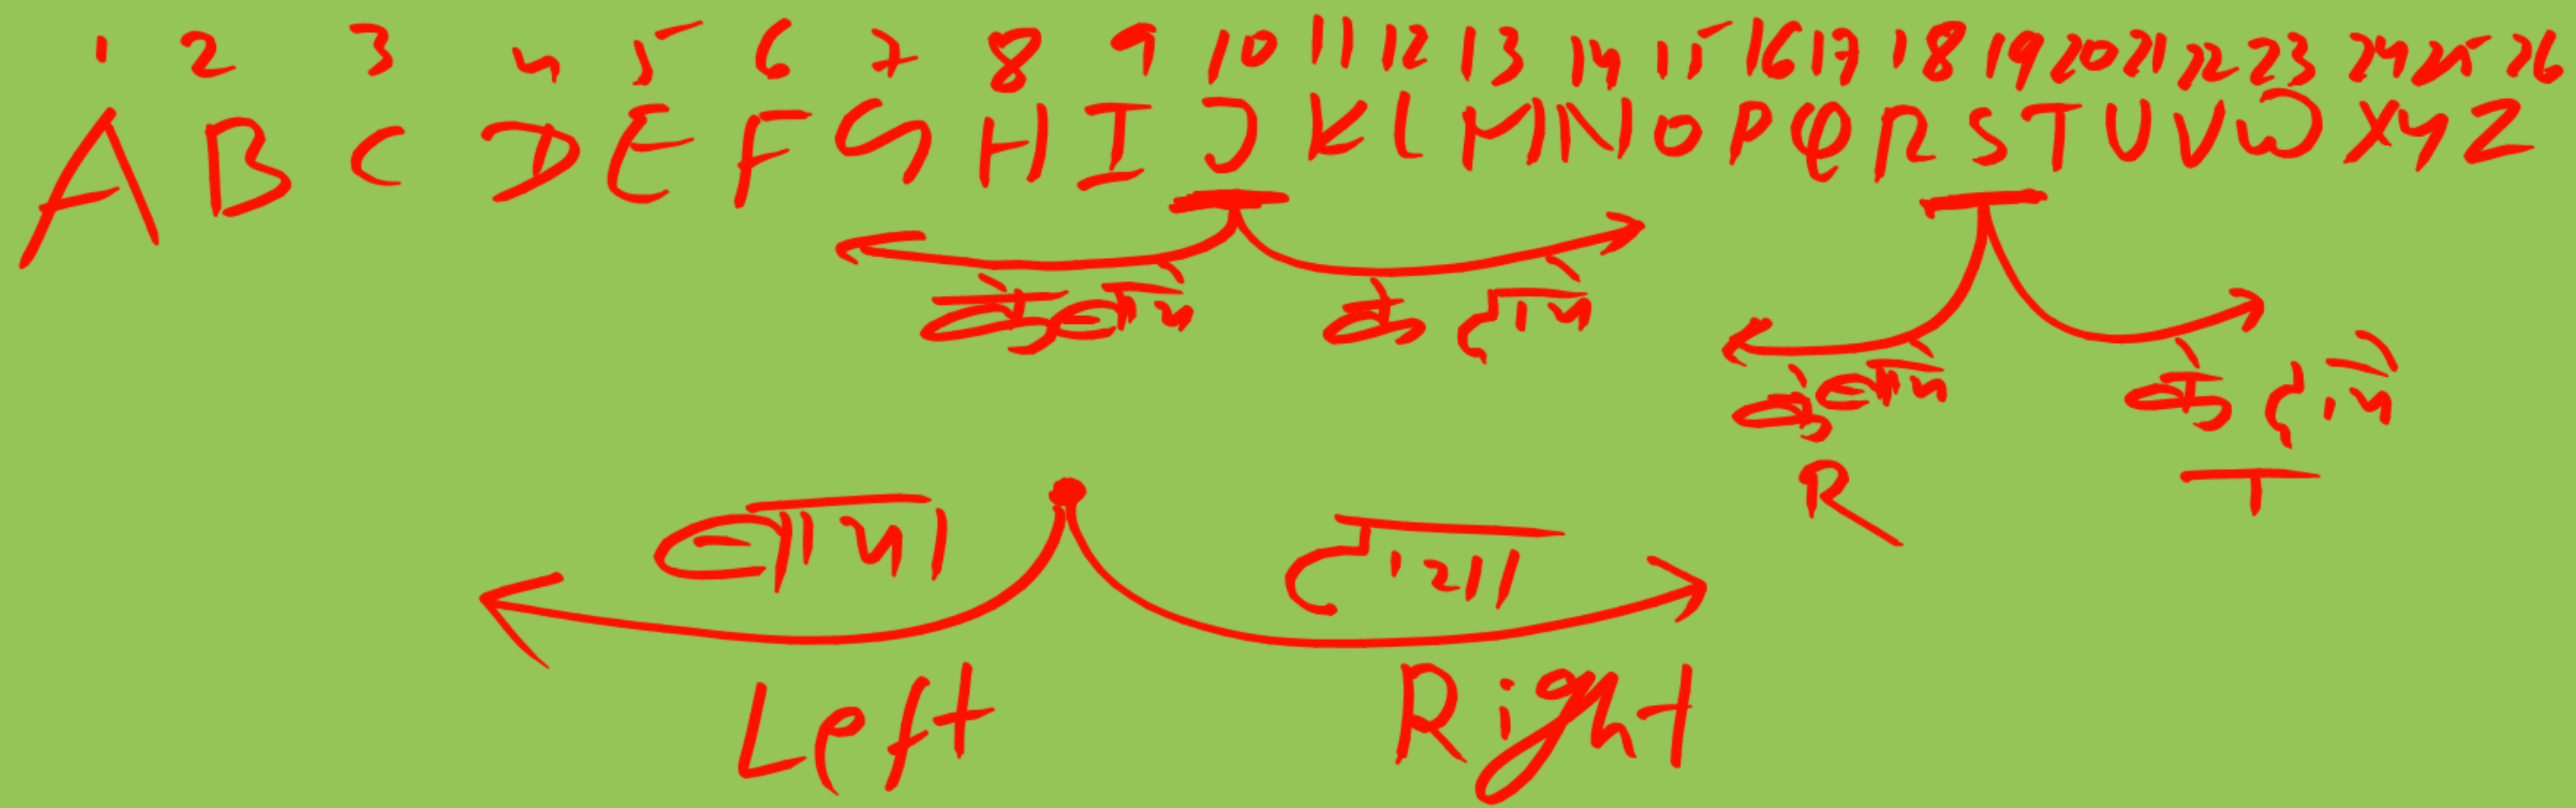 1 2 3 4 5 6 7 8 9 10 11 12 13 14 15 16 17 18 19 20 21 22 23 24 25 26
A B C D E F G H I J K L M N O P Q R S T U V W X Y Z
के बाय के दाय
के बाय के दायें
R T
बायां दायां
Left Right